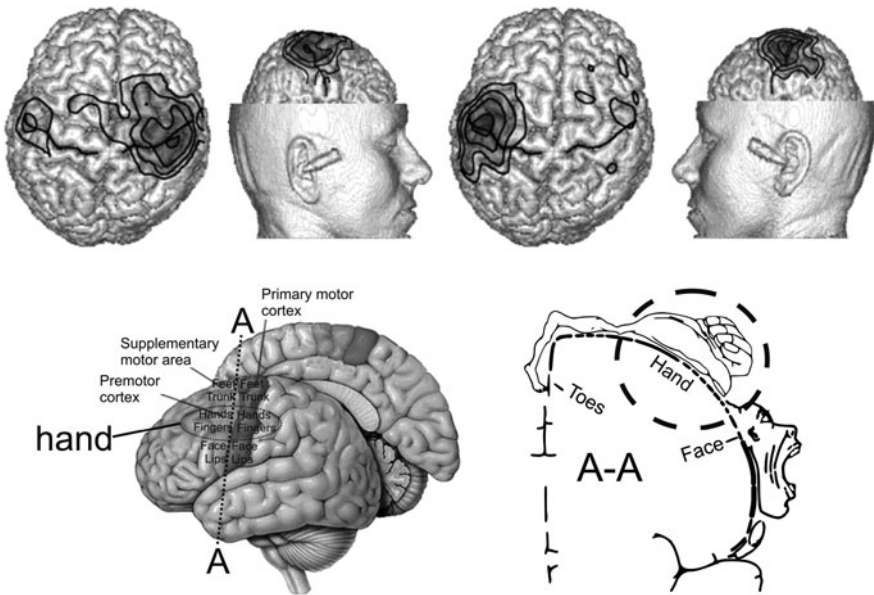 Primary motor
cortex
A
Supplementary
motor area
Premotor
cortex
Feet Feet
Trunk Trunk
Hands Hands
Fingers Fingers
Face Face
Lips Lips
hand
A
Hand
Toes
Face
A-A